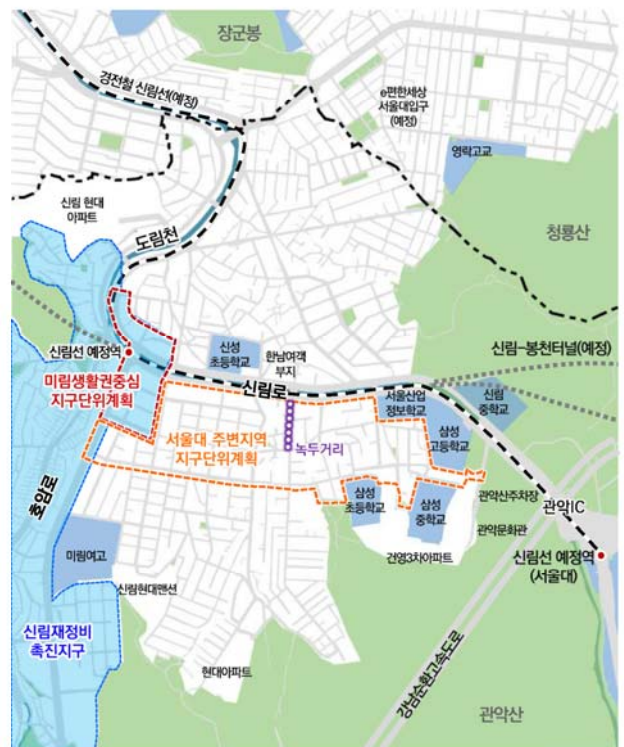 장군봉
경전철 신림선(예정)
e편한세상
서울대입구
(예정)
영락고교
신림 현대
아파트
도림천
청룡산
신림선 예정역
신성
초등학교
한남여객
부지
신림-봉천터널(예정)
미림생활권중심
지구단위계획
신림로
서울산업
정보학교
신림
중학교
서울대 주변지역
지구단위계획
녹두거리
삼성
고등학교
호암로
삼성
초등학교
삼성
중학교
관악산주차장
관악IC
관악문화관
미림여고
건영3차아파트
신림선 예정역
(서울대)
신림현대맨션
신림재정비
촉진지구
현대아파트
강남순환고속도로
관악산